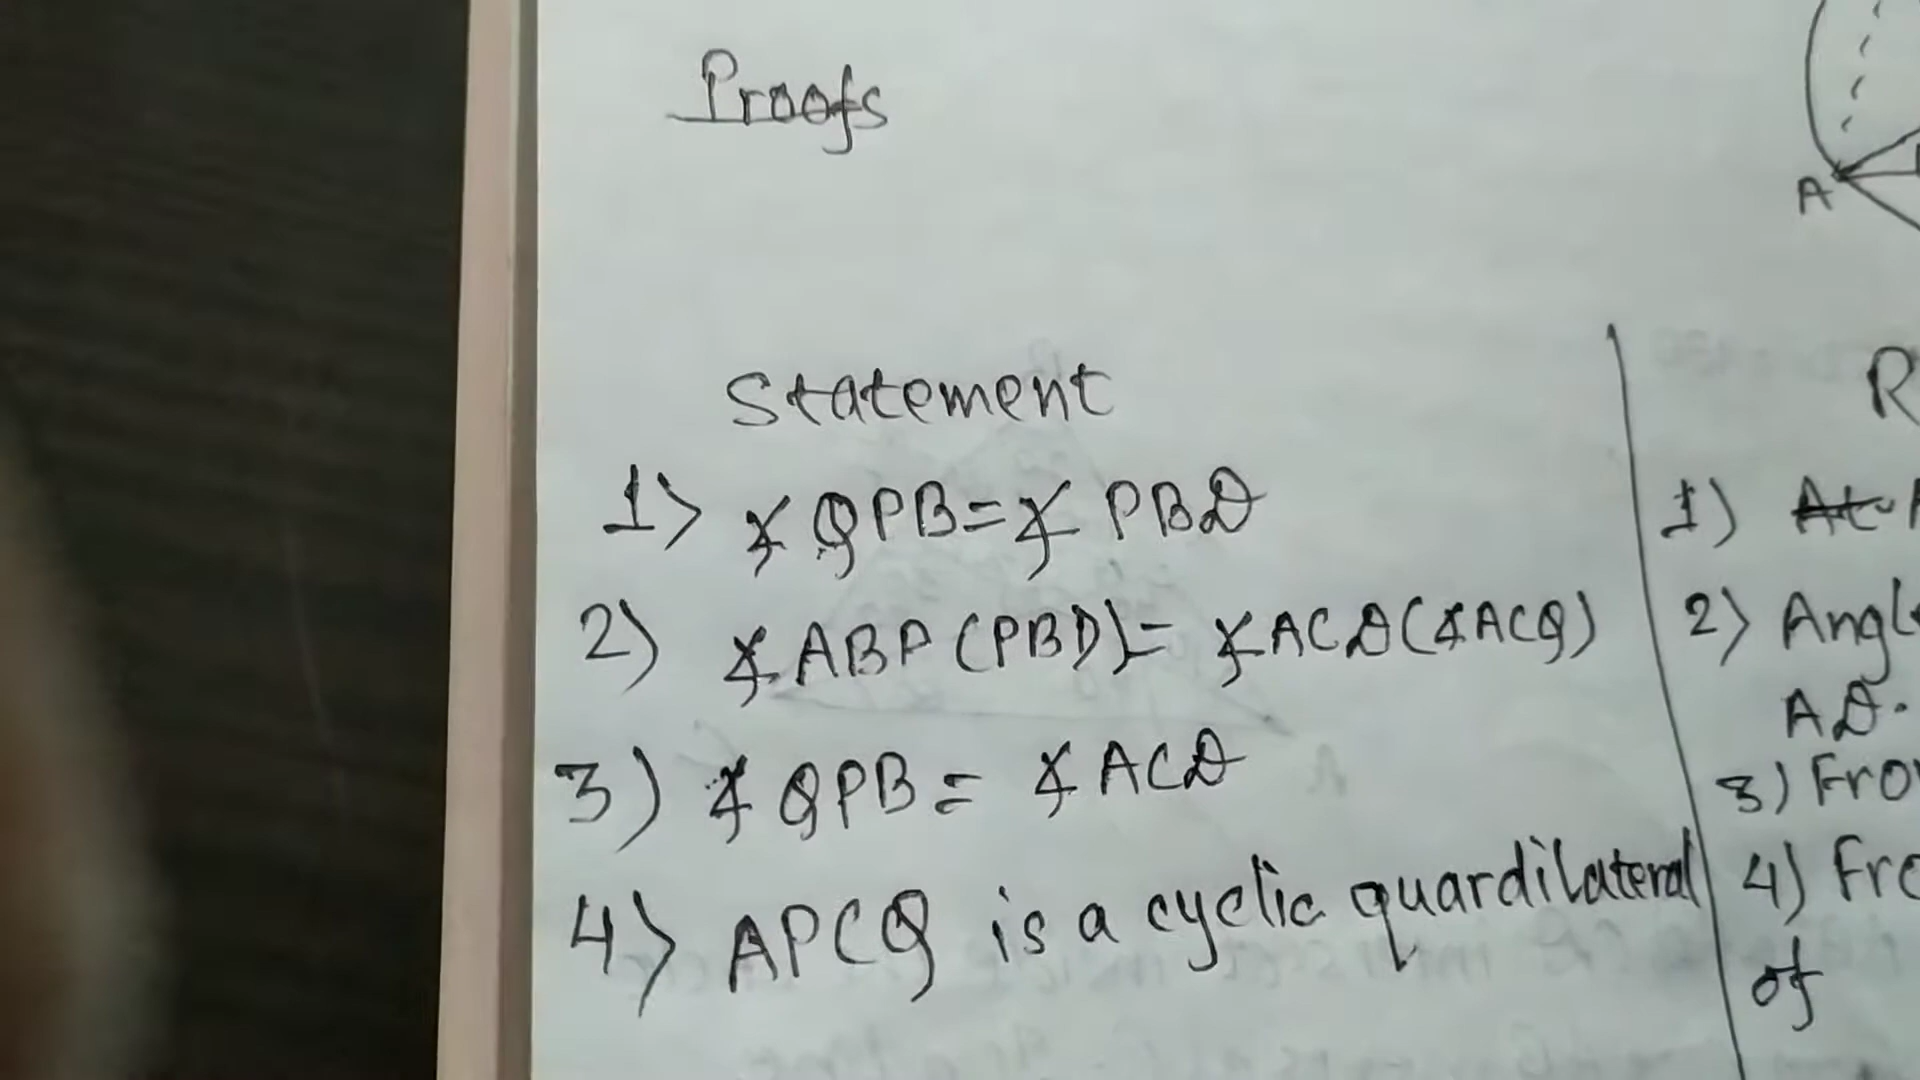 Proofs
A
Statement
R
1) ∡QPB=∡PBD
1)
2) ∡ABP(PBD)=∡ACD(∡ACQ)
2) Angl
AD.
3) ∡QPB=∡ACD
3) Fro
4) APCQ is a cyclic quardilateral
4) Fro
of